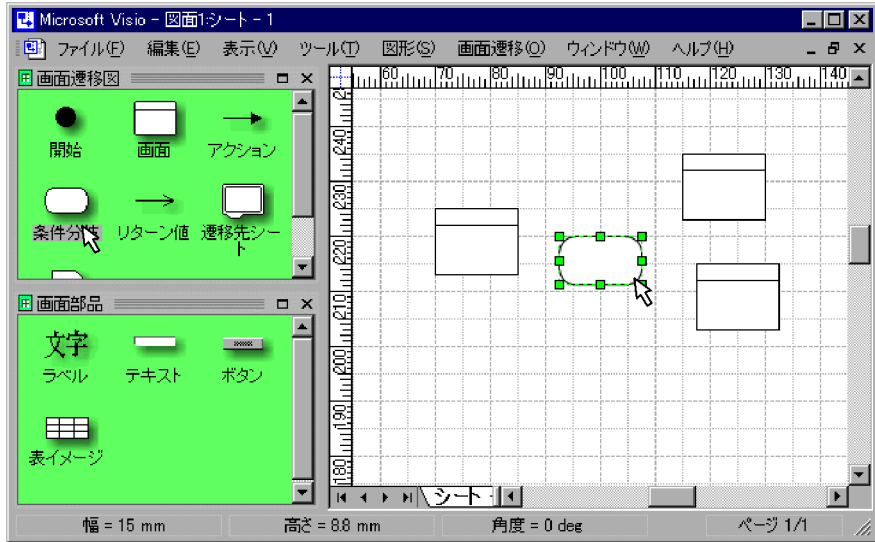 Microsoft Visio - 図面1:シート - 1
ファイル(F) 編集(E) 表示(V) ツール(T) 図形(S) 画面遷移(O) ウィンドウ(W) ヘルプ(H)
画面遷移図
開始 画面 アクション
条件分岐 リターン値 遷移先シート
画面部品
文字
ラベル テキスト ボタン
表イメージ
60 70 80 90 100 110 120 130 140
240
230
220
210
200
190
180
シート
幅 = 15 mm 高さ = 8.8 mm 角度 = 0 deg ページ 1/1